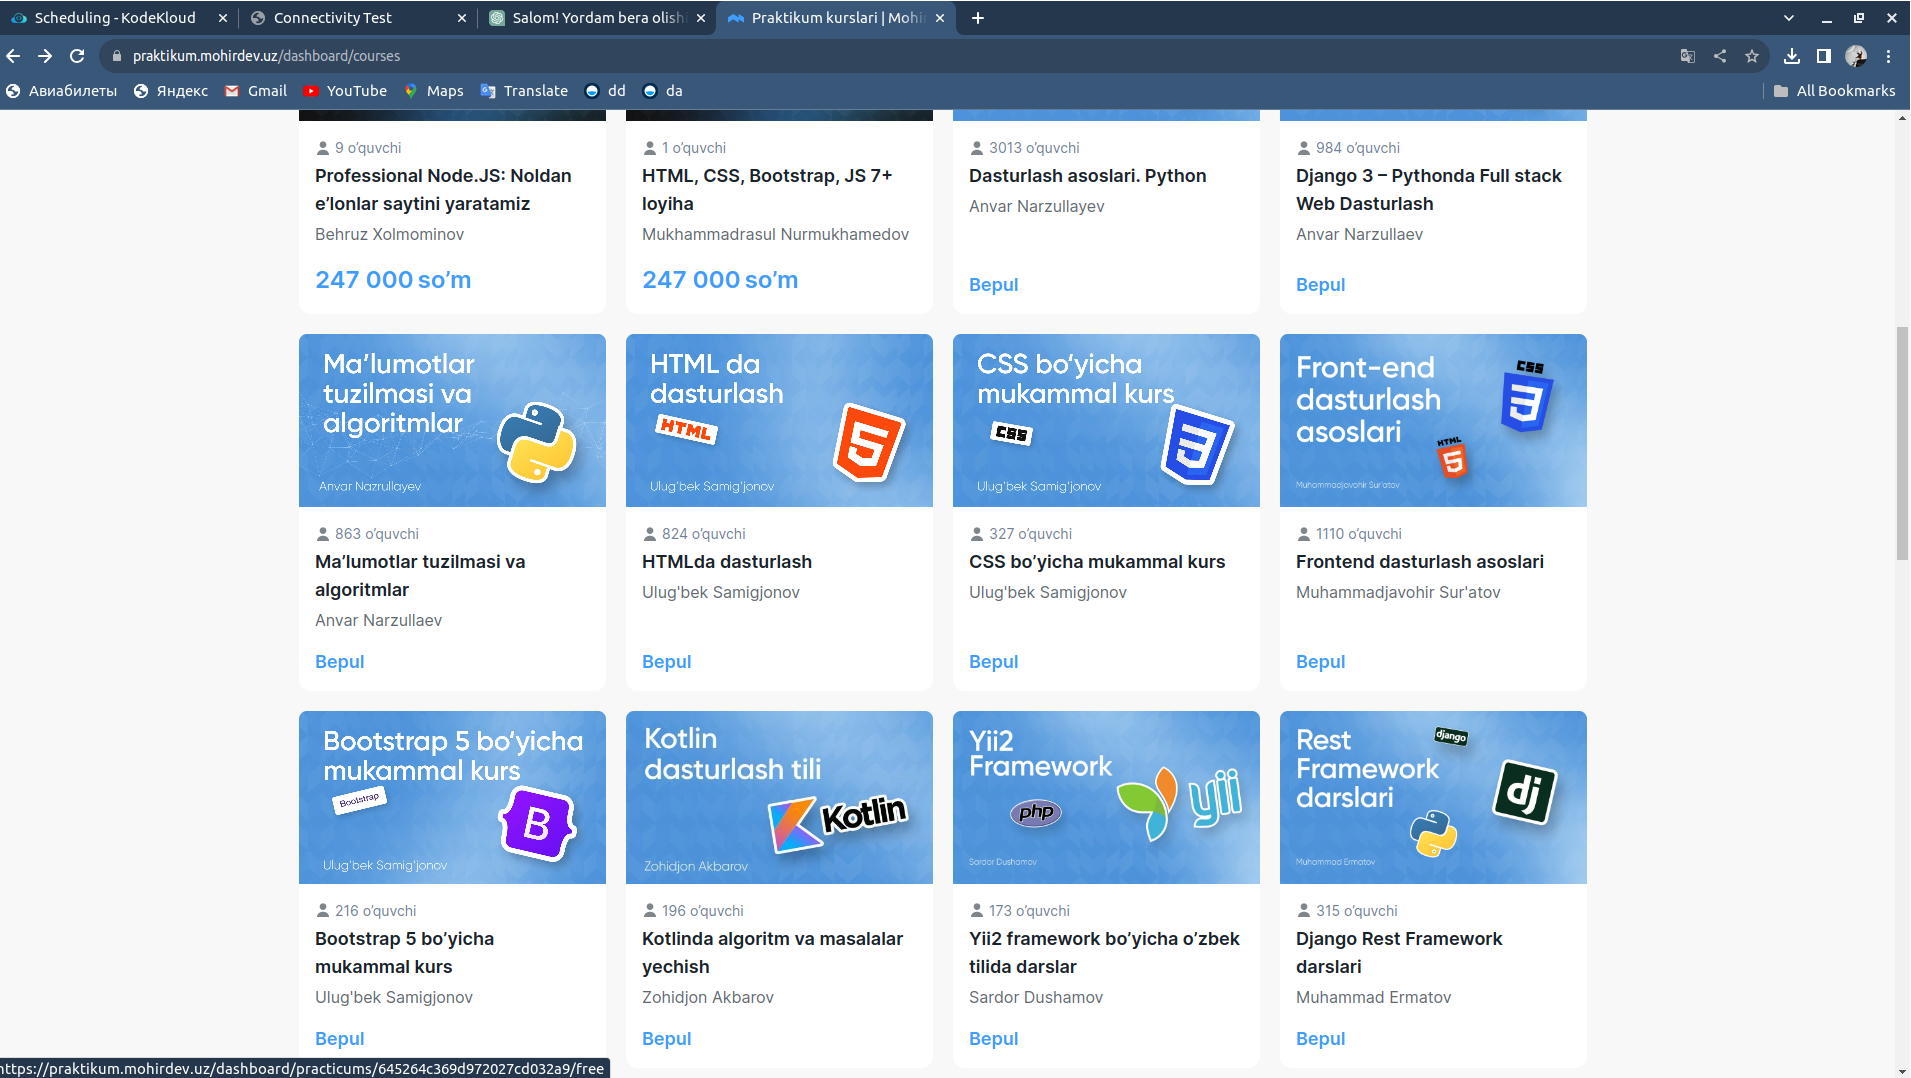 Scheduling - KodeKloud
Connectivity Test
Salom! Yordam bera olish
Praktikum kurslari | Mohir
praktikum.mohirdev.uz/dashboard/courses
Авиабилеты
Яндекс
Gmail
YouTube
Maps
Translate
dd
da
All Bookmarks
9 o'quvchi
Professional Node.JS: Noldan
e’lonlar saytini yaratamiz
Behruz Xolmominov
247 000 so’m
1 o'quvchi
HTML, CSS, Bootstrap, JS 7+
loyiha
Mukhammadrasul Nurmukhamedov
247 000 so’m
3013 o'quvchi
Dasturlash asoslari. Python
Anvar Narzullayev
Bepul
984 o'quvchi
Django 3 – Pythonda Full stack
Web Dasturlash
Anvar Narzullaev
Bepul
Ma’lumotlar
tuzilmasi va
algoritmlar
Anvar Nazrullayev
863 o'quvchi
Ma’lumotlar tuzilmasi va
algoritmlar
Anvar Narzullaev
Bepul
HTML da
dasturlash
HTML
5
Ulug'bek Samig'jonov
824 o'quvchi
HTMLda dasturlash
Ulug'bek Samigjonov
Bepul
CSS bo‘yicha
mukammal kurs
CSS
3
Ulug'bek Samig'jonov
327 o'quvchi
CSS bo’yicha mukammal kurs
Ulug'bek Samigjonov
Bepul
Front-end
dasturlash
asoslari
CSS
3
HTML
5
Muhammadjavohir Sur'atov
1110 o'quvchi
Frontend dasturlash asoslari
Muhammadjavohir Sur'atov
Bepul
Bootstrap 5 bo‘yicha
mukammal kurs
Bootstrap
B
Ulug'bek Samig'jonov
216 o'quvchi
Bootstrap 5 bo’yicha
mukammal kurs
Ulug'bek Samigjonov
Bepul
Kotlin
dasturlash tili
Kotlin
Zohidjon Akbarov
196 o'quvchi
Kotlinda algoritm va masalalar
yechish
Zohidjon Akbarov
Bepul
Yii2
Framework
php
yii
Sardor Dushamov
173 o'quvchi
Yii2 framework bo’yicha o’zbek
tilida darslar
Sardor Dushamov
Bepul
Rest
Framework
darslari
django
dj
Muhammad Ermatov
315 o'quvchi
Django Rest Framework
darslari
Muhammad Ermatov
Bepul
https://praktikum.mohirdev.uz/dashboard/practicums/645264c369d972027cd032a9/free